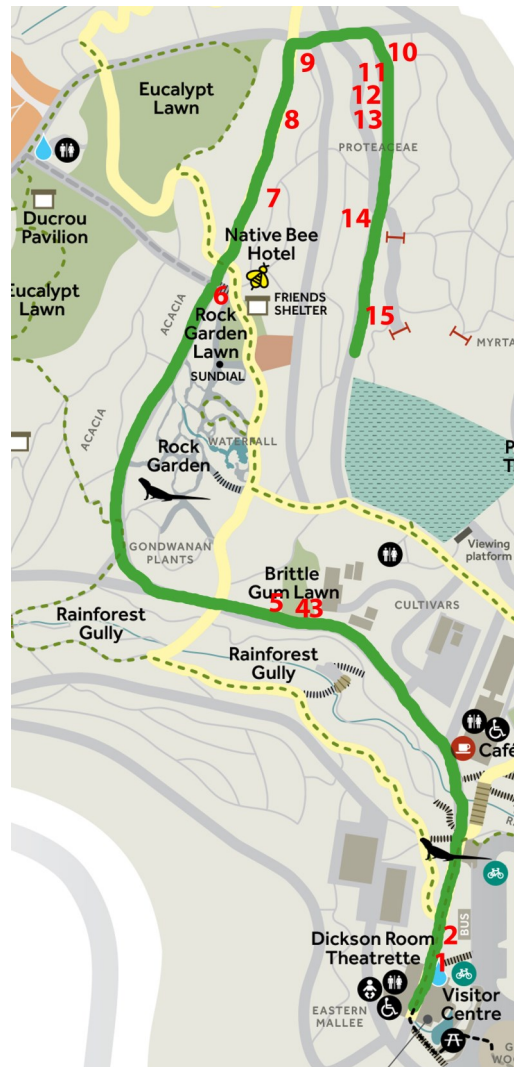 9
10
11
12
13
8
Eucalypt
Lawn
PROTEACEAE
7
14
Ducrou
Pavilion
Native Bee
Hotel
Eucalypt
Lawn
ACACIA
6
FRIENDS
SHELTER
Rock
Garden
Lawn
15
SUNDIAL
ACACIA
WATERFALL
Rock
Garden
GONDWANAN
PLANTS
Viewing
platform
Brittle
Gum Lawn
5
43
CULTIVARS
Rainforest
Gully
Rainforest
Gully
Café
BUS
2
Dickson Room
Theatrette
1
Visitor
Centre
EASTERN
MALLEE